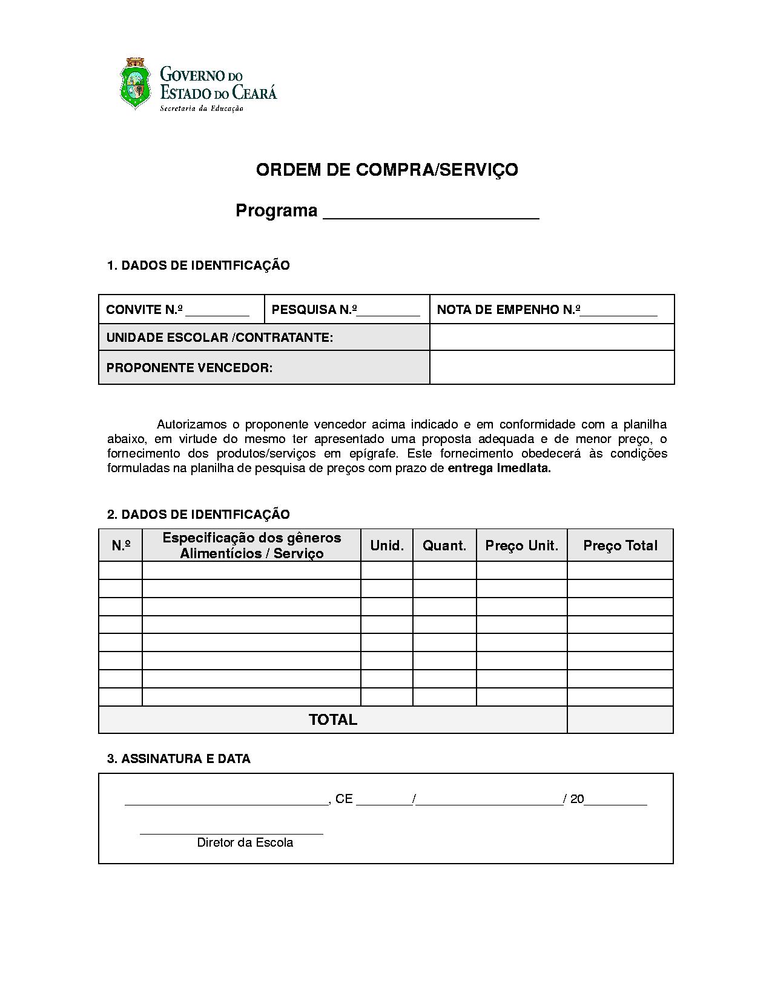 GOVERNO DO
ESTADO DO CEARÁ
Secretaria da Educação
ORDEM DE COMPRA/SERVIÇO
Programa ______________________
1. DADOS DE IDENTIFICAÇÃO
CONVITE N.º _________ PESQUISA N.º_________ NOTA DE EMPENHO N.º___________
UNIDADE ESCOLAR /CONTRATANTE:
PROPONENTE VENCEDOR:
Autorizamos o proponente vencedor acima indicado e em conformidade com a planilha
abaixo, em virtude do mesmo ter apresentado uma proposta adequada e de menor preço, o
fornecimento dos produtos/serviços em epígrafe. Este fornecimento obedecerá às condições
formuladas na planilha de pesquisa de preços com prazo de entrega Imedlata.
2. DADOS DE IDENTIFICAÇÃO
N.º Especificação dos gêneros Alimentícios / Serviço Unid. Quant. Preço Unit. Preço Total
TOTAL
3. ASSINATURA E DATA
_____________________________, CE ________/_____________________/ 20_________
__________________________
Diretor da Escola